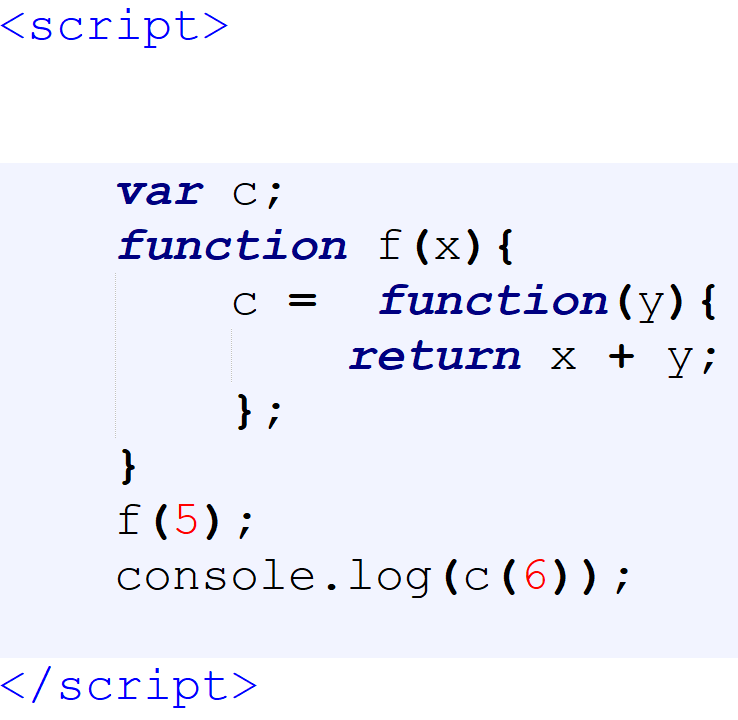 <script>
var c;
function f(x){
c =  function(y){
return x + y;
};
}
f(5);
console.log(c(6));
</script>